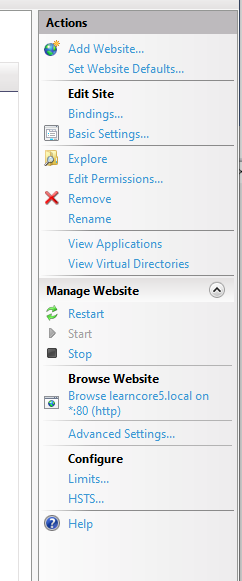 Actions
Add Website...
Set Website Defaults...
Edit Site
Bindings...
Basic Settings...
Explore
Edit Permissions...
Remove
Rename
View Applications
View Virtual Directories
Manage Website
Restart
Start
Stop
Browse Website
Browse learncore5.local on
*:80 (http)
Advanced Settings...
Configure
Limits...
HSTS...
Help